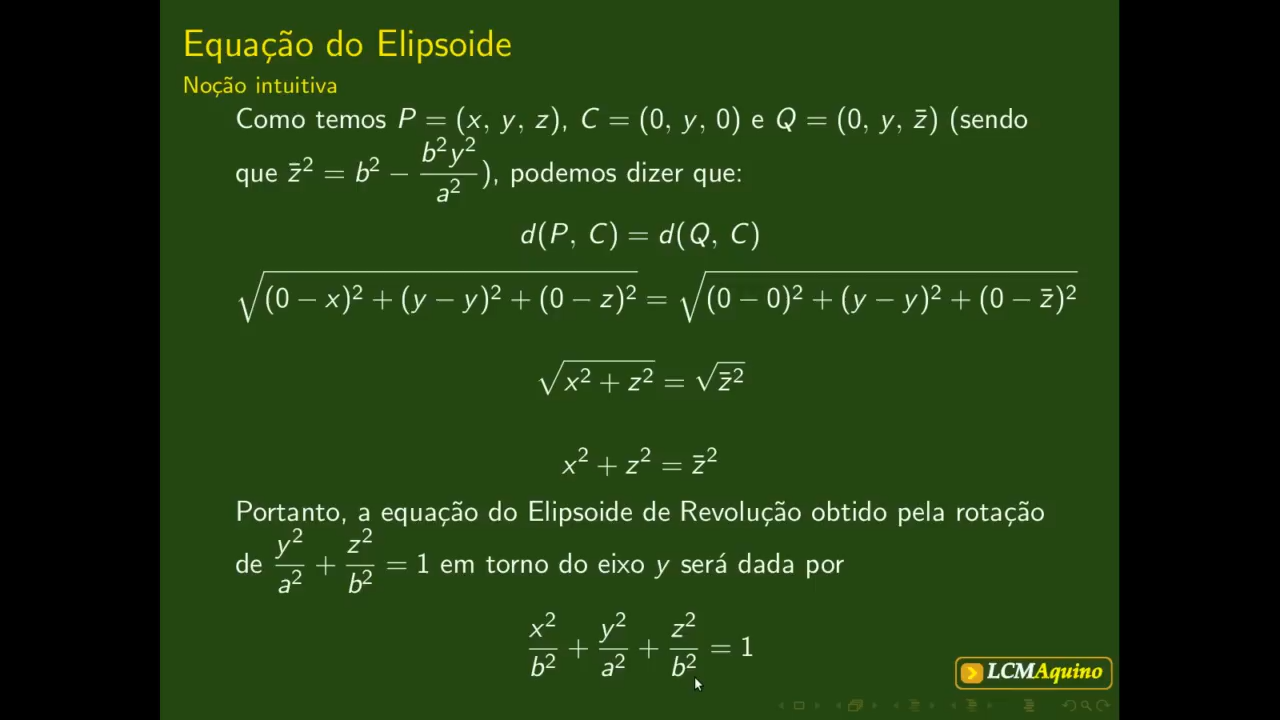 Equação do Elipsoide
Noção intuitiva
Como temos P = (x, y, z), C = (0, y, 0) e Q = (0, y, z̄) (sendo
que z̄² = b² − b²y²/a²), podemos dizer que:
d(P, C) = d(Q, C)
√((0 − x)² + (y − y)² + (0 − z)²) = √((0 − 0)² + (y − y)² + (0 − z̄)²)
√(x² + z²) = √(z̄²)
x² + z² = z̄²
Portanto, a equação do Elipsoide de Revolução obtido pela rotação
de y²/a² + z²/b² = 1 em torno do eixo y será dada por
x²/b² + y²/a² + z²/b² = 1
LCMAquino